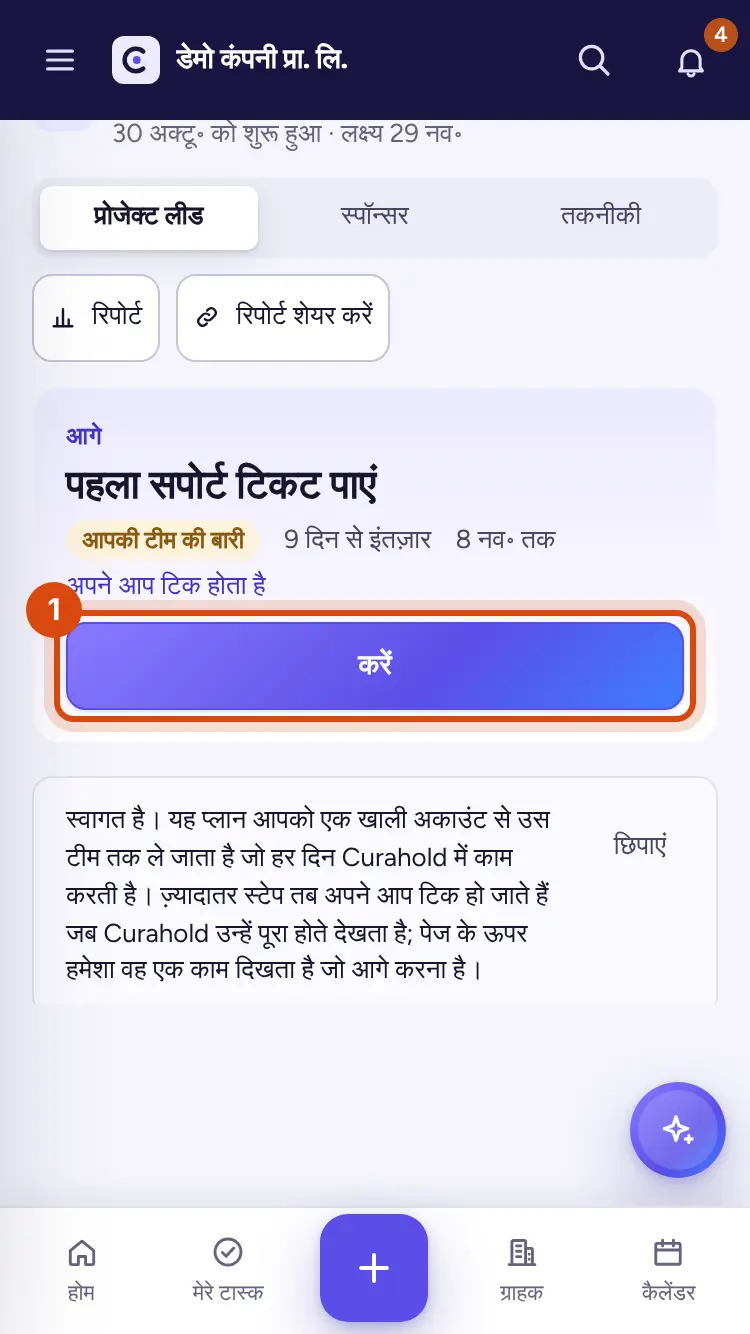 डेमो कंपनी प्रा. लि.
4
30 अक्टू॰ को शुरू हुआ · लक्ष्य 29 नव॰
प्रोजेक्ट लीड
स्पॉन्सर
तकनीकी
रिपोर्ट
रिपोर्ट शेयर करें
आगे
पहला सपोर्ट टिकट पाएं
आपकी टीम की बारी
9 दिन से इंतज़ार
8 नव॰ तक
अपने आप टिक होता है
1
करें
स्वागत है। यह प्लान आपको एक खाली अकाउंट से उस
टीम तक ले जाता है जो हर दिन Curahold में काम
करती है। ज़्यादातर स्टेप तब अपने आप टिक हो जाते हैं
जब Curahold उन्हें पूरा होते देखता है; पेज के ऊपर
हमेशा वह एक काम दिखता है जो आगे करना है।
छिपाएं
होम
मेरे टास्क
ग्राहक
कैलेंडर